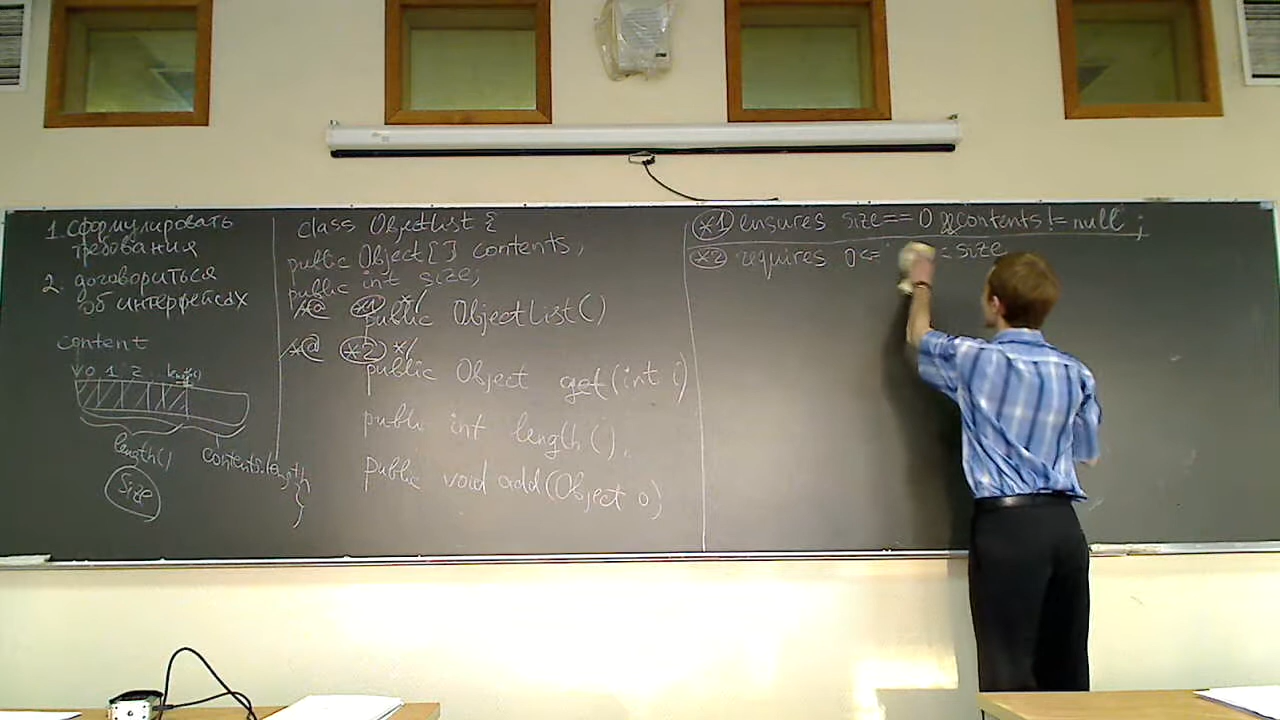 1. сформулировать
требования
2. договориться
об интерфейсах
content
0 1 2 ...
length()
contents.length
size
class ObjectList {
public Object[] contents;
public int size;
/*@ *1 */
public ObjectList()
*@ *2 */
public Object get(int i)
public int length();
public void add(Object o)
}
*1 ensures size==0 && contents != null;
*2 requires 0<= <= size